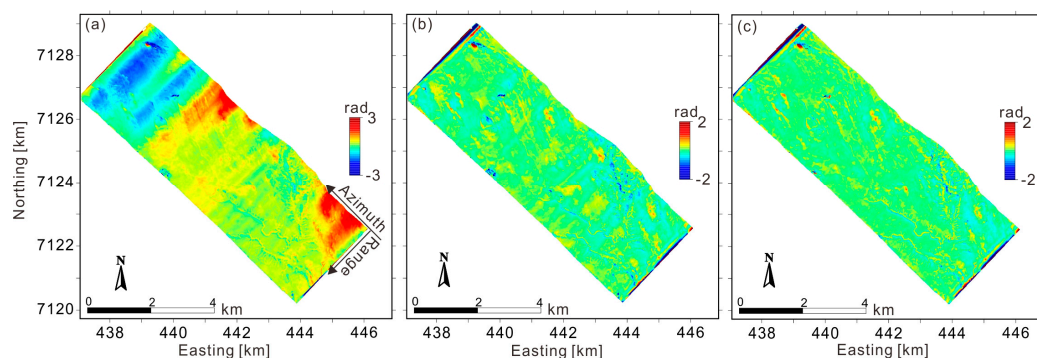 (a)
(b)
(c)
7128
7126
7124
7122
7120
Northing [km]
rad
3
-3
Azimuth
Range
N
0 2 4 km
438 440 442 444 446
Easting [km]
rad
2
-2
N
0 2 4 km
438 440 442 444 446
Easting [km]
rad
2
-2
N
0 2 4 km
438 440 442 444 446
Easting [km]